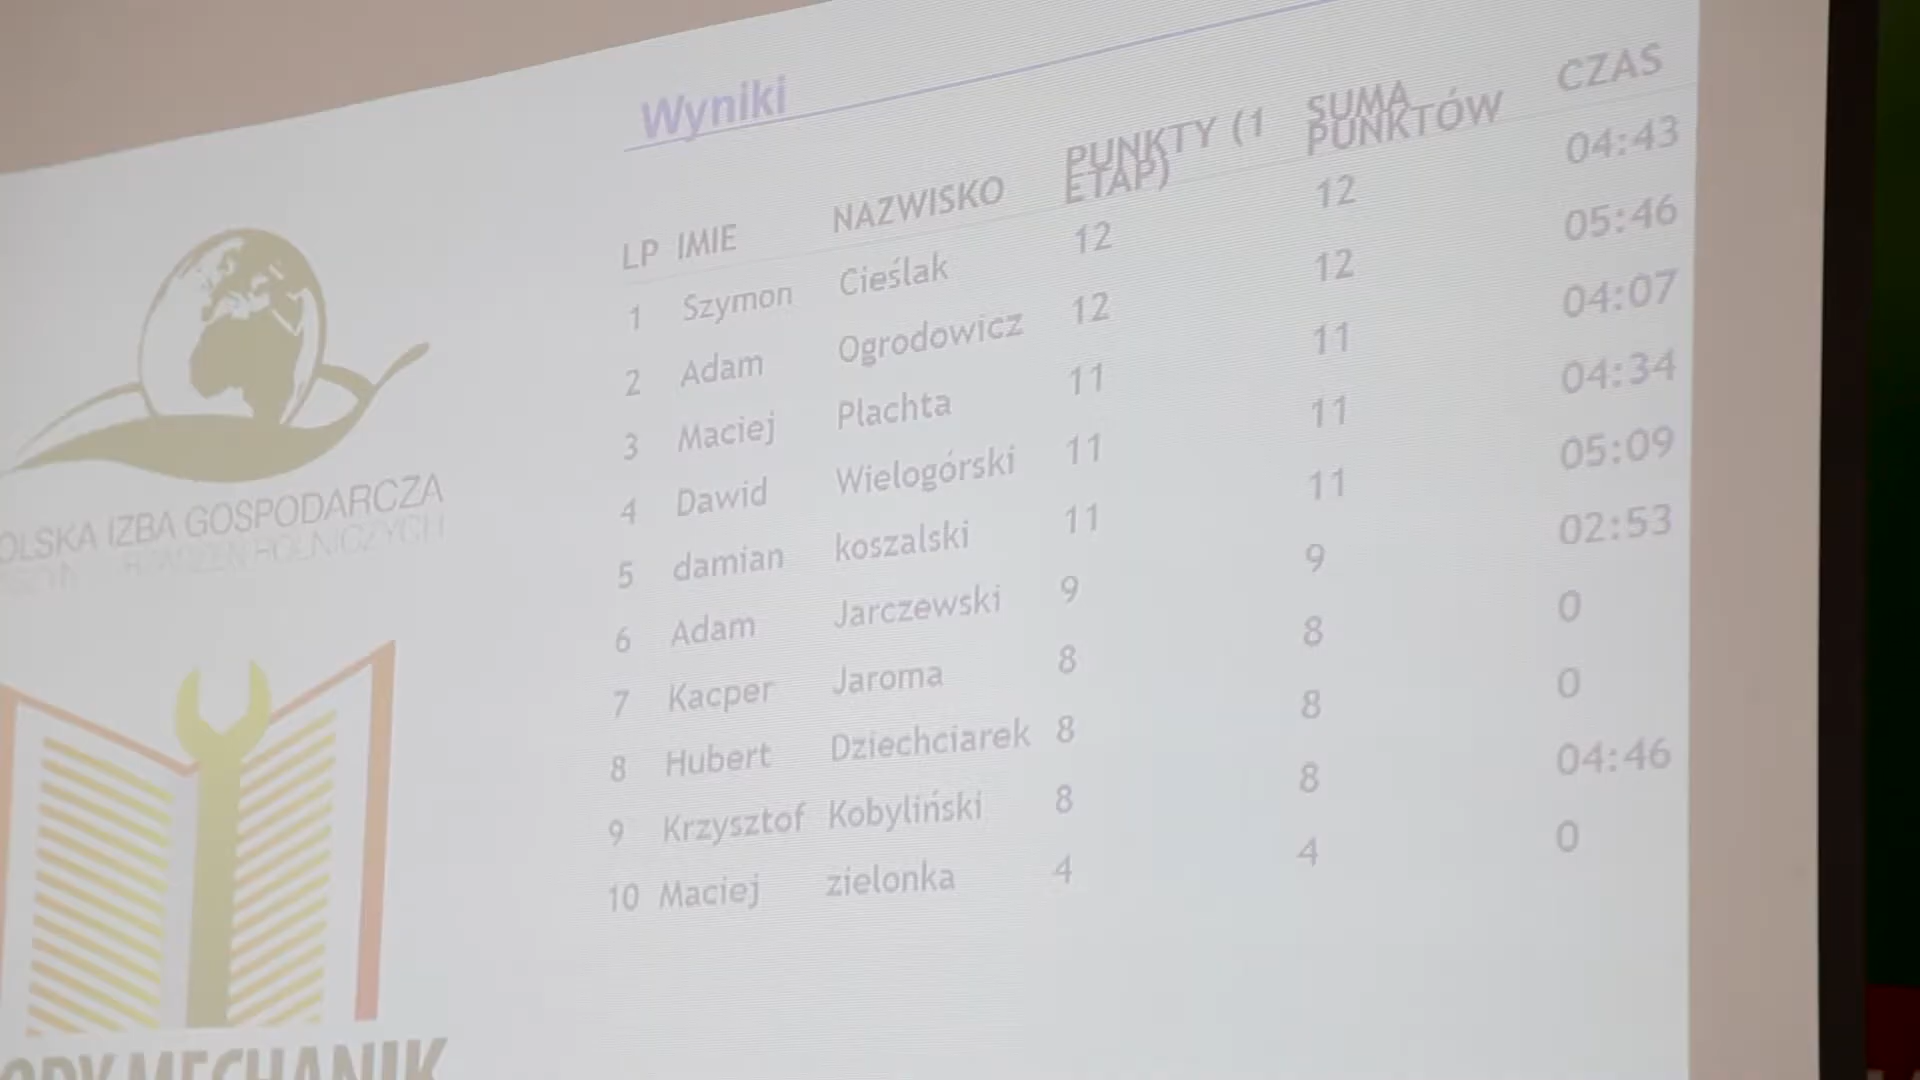 Wyniki
LP IMIE NAZWISKO PUNKTY (1 ETAP) SUMA PUNKTÓW CZAS
1 Szymon Cieślak 12 12 04:43
2 Adam Ogrodowicz 12 12 05:46
3 Maciej Plachta 11 11 04:07
4 Dawid Wielogórski 11 11 04:34
5 damian koszalski 11 11 05:09
6 Adam Jarczewski 9 9 02:53
7 Kacper Jaroma 8 8 0
8 Hubert Dziechciarek 8 8 0
9 Krzysztof Kobyliński 8 8 04:46
10 Maciej zielonka 4 4 0
OLSKA IZBA GOSPODARCZA
ROLNICZYCH
ODY MECHANIK